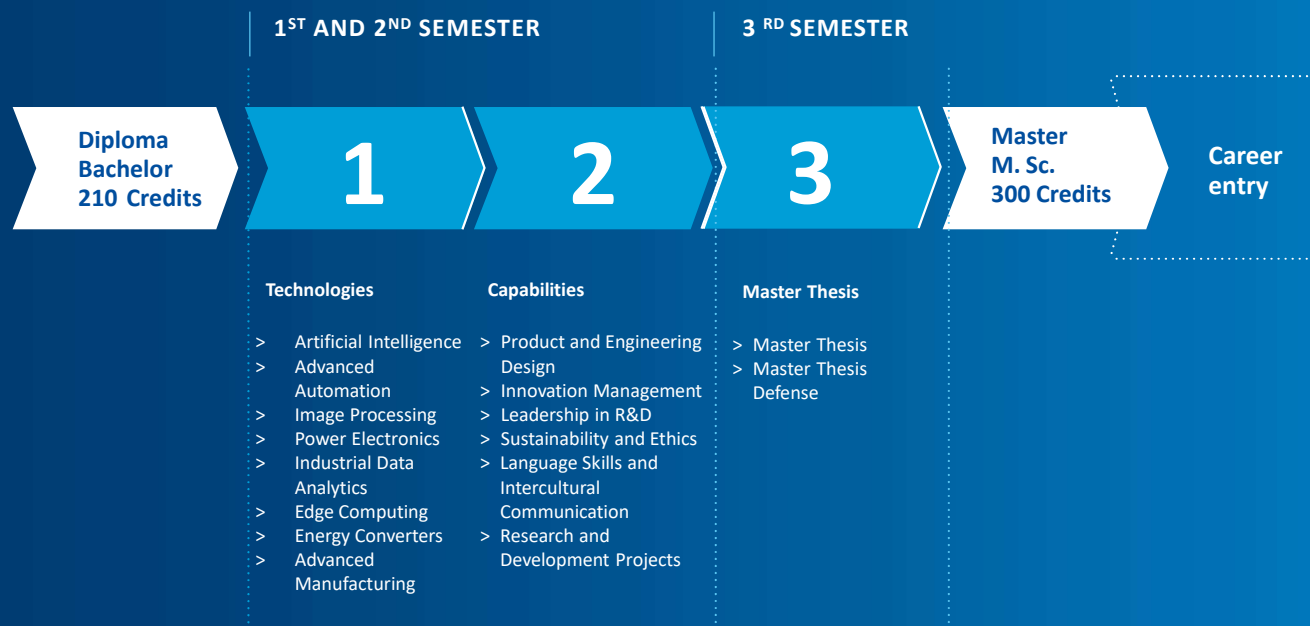 1ST AND 2ND SEMESTER
3 RD SEMESTER
Diploma
Bachelor
210 Credits
1
2
3
Master
M. Sc.
300 Credits
Career
entry
Technologies
> Artificial Intelligence
> Advanced
Automation
> Image Processing
> Power Electronics
> Industrial Data
Analytics
> Edge Computing
> Energy Converters
> Advanced
Manufacturing
Capabilities
> Product and Engineering
Design
> Innovation Management
> Leadership in R&D
> Sustainability and Ethics
> Language Skills and
Intercultural
Communication
> Research and
Development Projects
Master Thesis
> Master Thesis
> Master Thesis
Defense